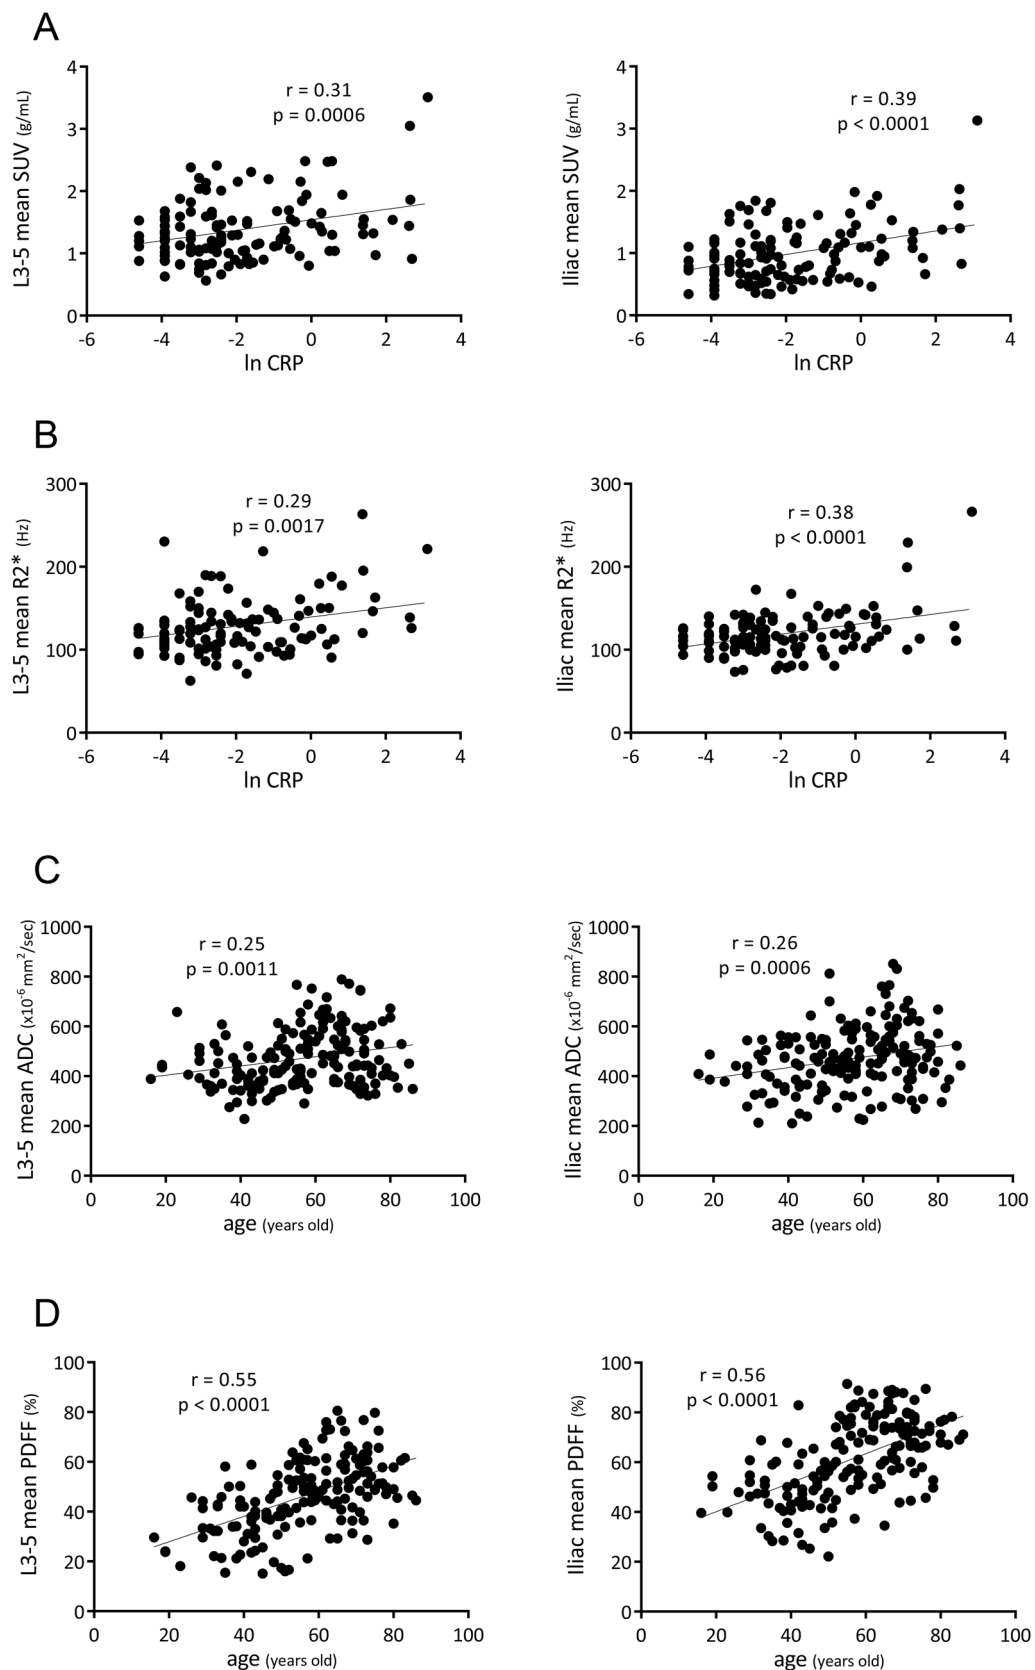 A
L3-5 mean SUV (g/mL)
4
3
2
1
0
r = 0.31
p = 0.0006
-6 -4 -2 0 2 4
ln CRP
Iliac mean SUV (g/mL)
4
3
2
1
0
r = 0.39
p < 0.0001
-6 -4 -2 0 2 4
ln CRP
B
L3-5 mean R2* (Hz)
300
200
100
0
r = 0.29
p = 0.0017
-6 -4 -2 0 2 4
ln CRP
Iliac mean R2* (Hz)
300
200
100
0
r = 0.38
p < 0.0001
-6 -4 -2 0 2 4
ln CRP
C
L3-5 mean ADC (x10⁻⁶ mm²/sec)
1000
800
600
400
200
0
r = 0.25
p = 0.0011
0 20 40 60 80 100
age (years old)
Iliac mean ADC (x10⁻⁶ mm²/sec)
1000
800
600
400
200
0
r = 0.26
p = 0.0006
0 20 40 60 80 100
age (years old)
D
L3-5 mean PDFF (%)
100
80
60
40
20
0
r = 0.55
p < 0.0001
0 20 40 60 80 100
age (years old)
Iliac mean PDFF (%)
100
80
60
40
20
0
r = 0.56
p < 0.0001
0 20 40 60 80 100
age (years old)